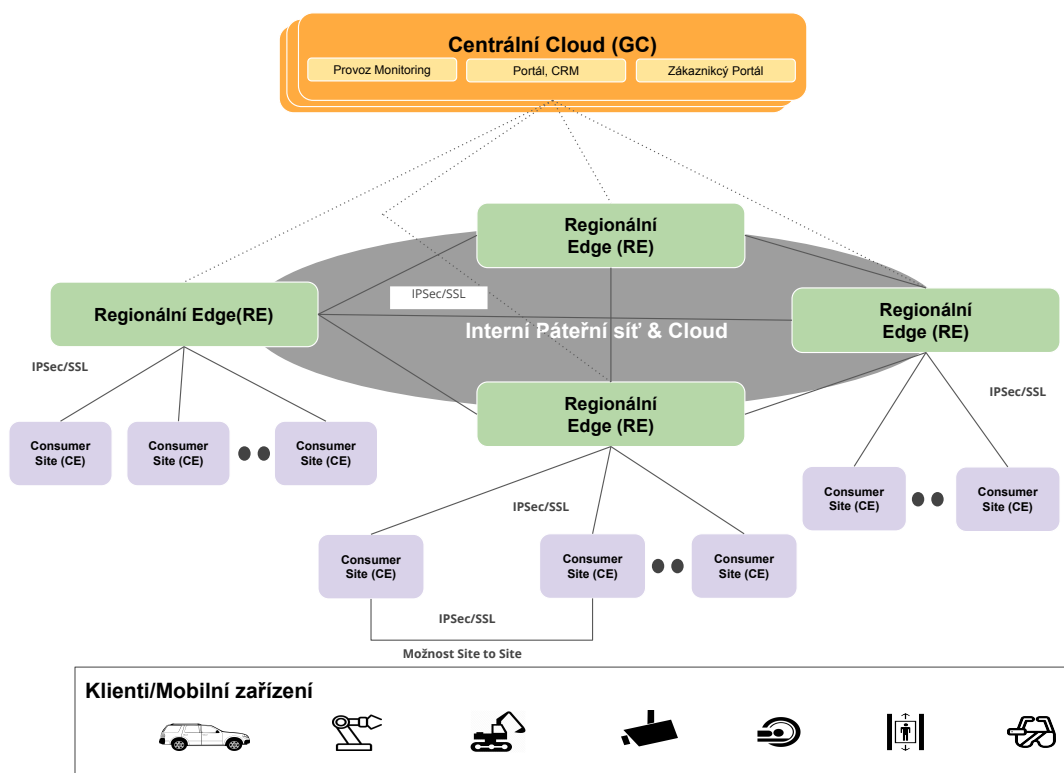 Centrální Cloud (GC)
Provoz Monitoring
Portál, CRM
Zákaznikcý Portál
Regionální
Edge (RE)
Regionální Edge(RE)
IPSec/SSL
Regionální
Edge (RE)
Interní Páteřní síť & Cloud
IPSec/SSL
Regionální
Edge (RE)
IPSec/SSL
Consumer
Site (CE)
Consumer
Site (CE)
Consumer
Site (CE)
Consumer
Site (CE)
Consumer
Site (CE)
IPSec/SSL
Consumer
Site (CE)
Consumer
Site (CE)
Consumer
Site (CE)
IPSec/SSL
Možnost Site to Site
Klienti/Mobilní zařízení